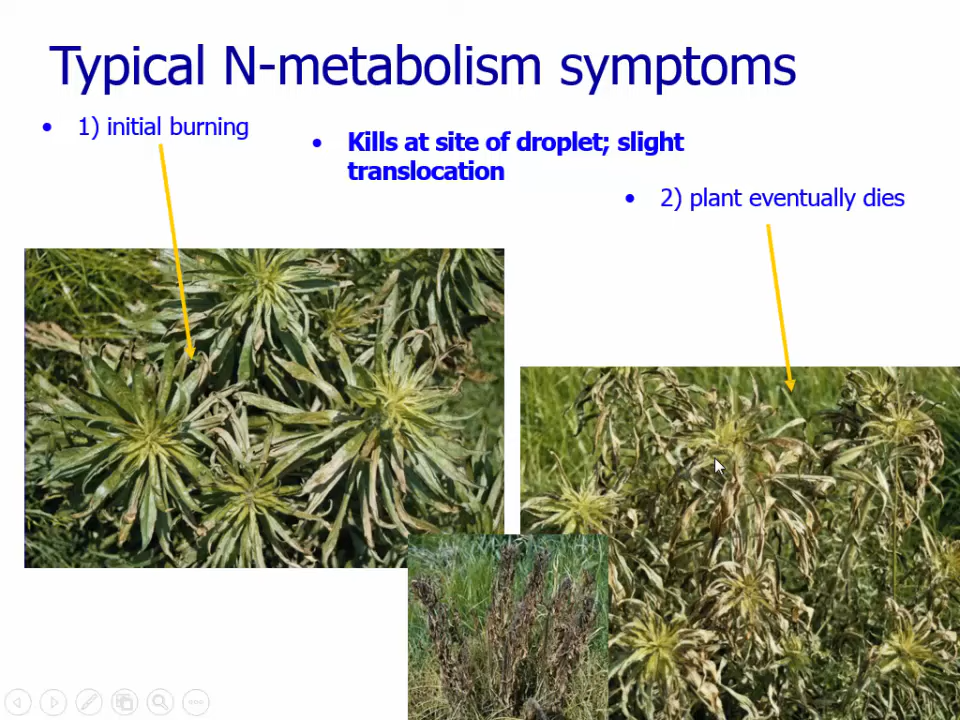 Typical N-metabolism symptoms
• 1) initial burning
• Kills at site of droplet; slight
translocation
• 2) plant eventually dies